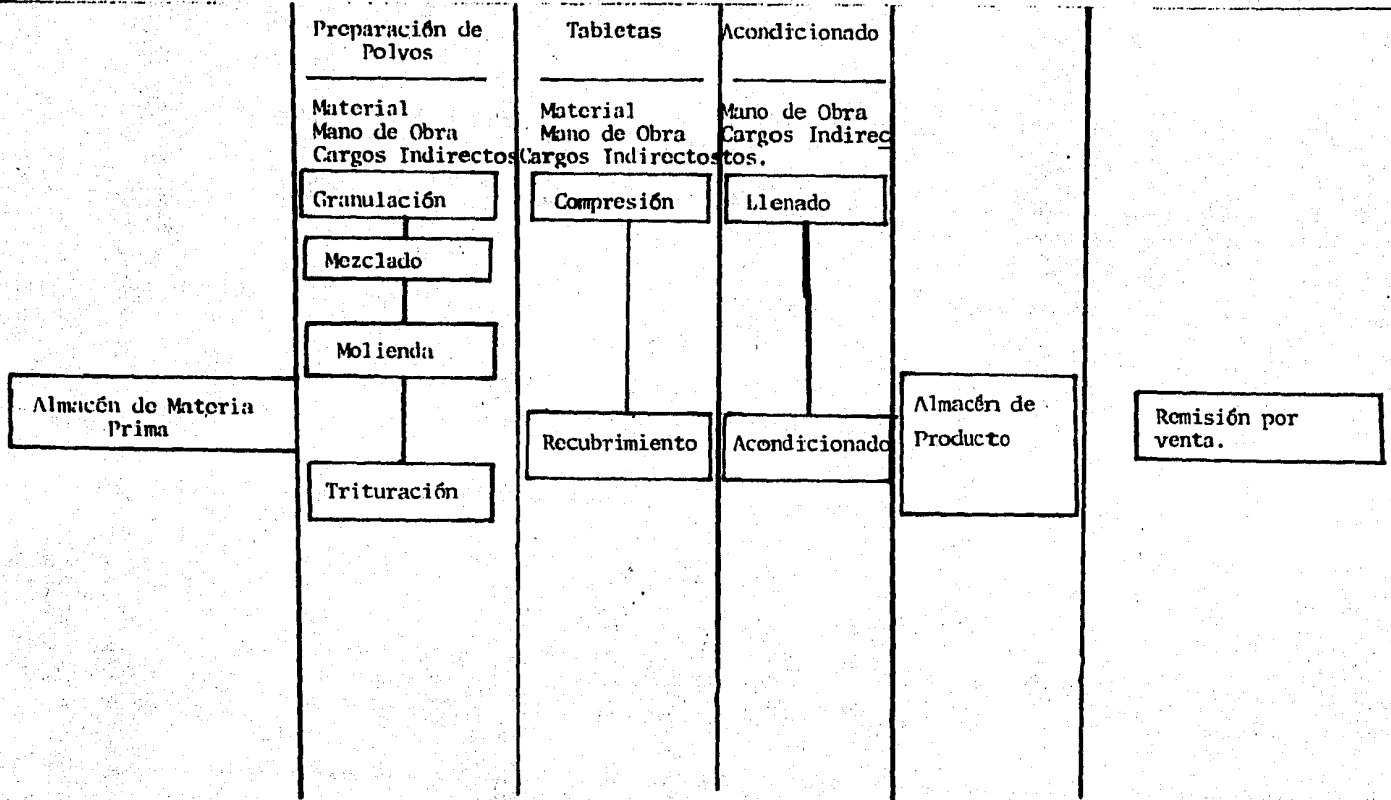 Preparación de
Polvos
Material
Mano de Obra
Cargos Indirectos
Granulación
Mezclado
Molienda
Trituración
Tabletas
Material
Mano de Obra
Cargos Indirectos
Compresión
Recubrimiento
Acondicionado
Mano de Obra
Cargos Indirec
tos.
Llenado
Acondicionado
Almacén de Materia
Prima
Almacén de
Producto
Remisión por
venta.